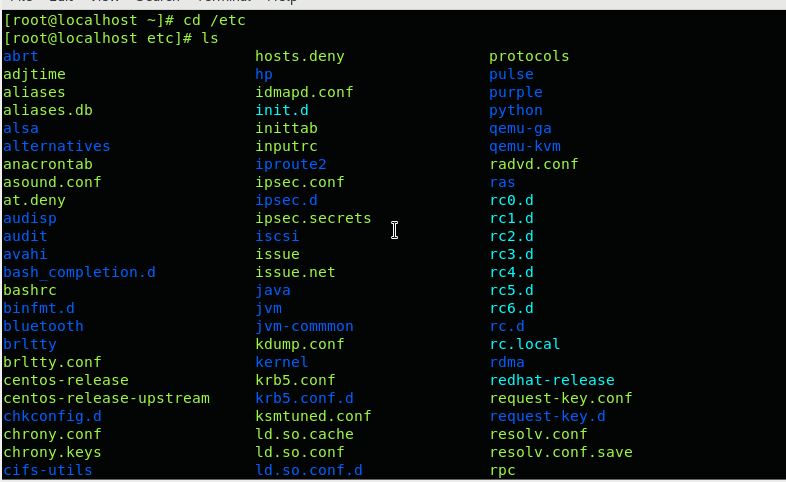 [root@localhost ~]# cd /etc
[root@localhost etc]# ls
abrt hosts.deny protocols
adjtime hp pulse
aliases idmapd.conf purple
aliases.db init.d python
alsa inittab qemu-ga
alternatives inputrc qemu-kvm
anacrontab iproute2 radvd.conf
asound.conf ipsec.conf ras
at.deny ipsec.d rc0.d
audisp ipsec.secrets rc1.d
audit iscsi rc2.d
avahi issue rc3.d
bash_completion.d issue.net rc4.d
bashrc java rc5.d
binfmt.d jvm rc6.d
bluetooth jvm-commmon rc.d
brltty kdump.conf rc.local
brltty.conf kernel rdma
centos-release krb5.conf redhat-release
centos-release-upstream krb5.conf.d request-key.conf
chkconfig.d ksmtuned.conf request-key.d
chrony.conf ld.so.cache resolv.conf
chrony.keys ld.so.conf resolv.conf.save
cifs-utils ld.so.conf.d rpc